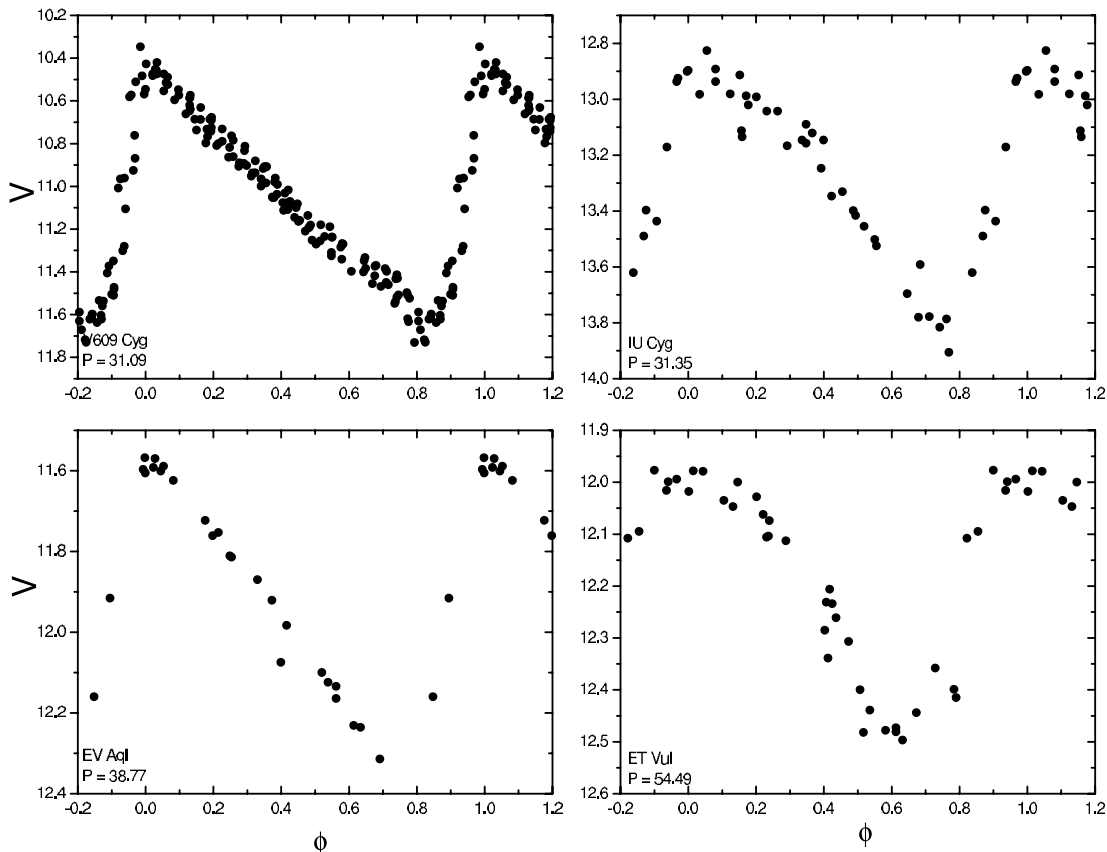 10.2
10.4
10.6
10.8
11.0
11.2
11.4
11.6
11.8
V
V609 Cyg
P = 31.09
-0.2 0.0 0.2 0.4 0.6 0.8 1.0 1.2
12.8
13.0
13.2
13.4
13.6
13.8
14.0
IU Cyg
P = 31.35
-0.2 0.0 0.2 0.4 0.6 0.8 1.0 1.2
11.6
11.8
12.0
12.2
12.4
V
EV Aql
P = 38.77
-0.2 0.0 0.2 0.4 0.6 0.8 1.0 1.2
ϕ
11.9
12.0
12.1
12.2
12.3
12.4
12.5
12.6
ET Vul
P = 54.49
-0.2 0.0 0.2 0.4 0.6 0.8 1.0 1.2
ϕ